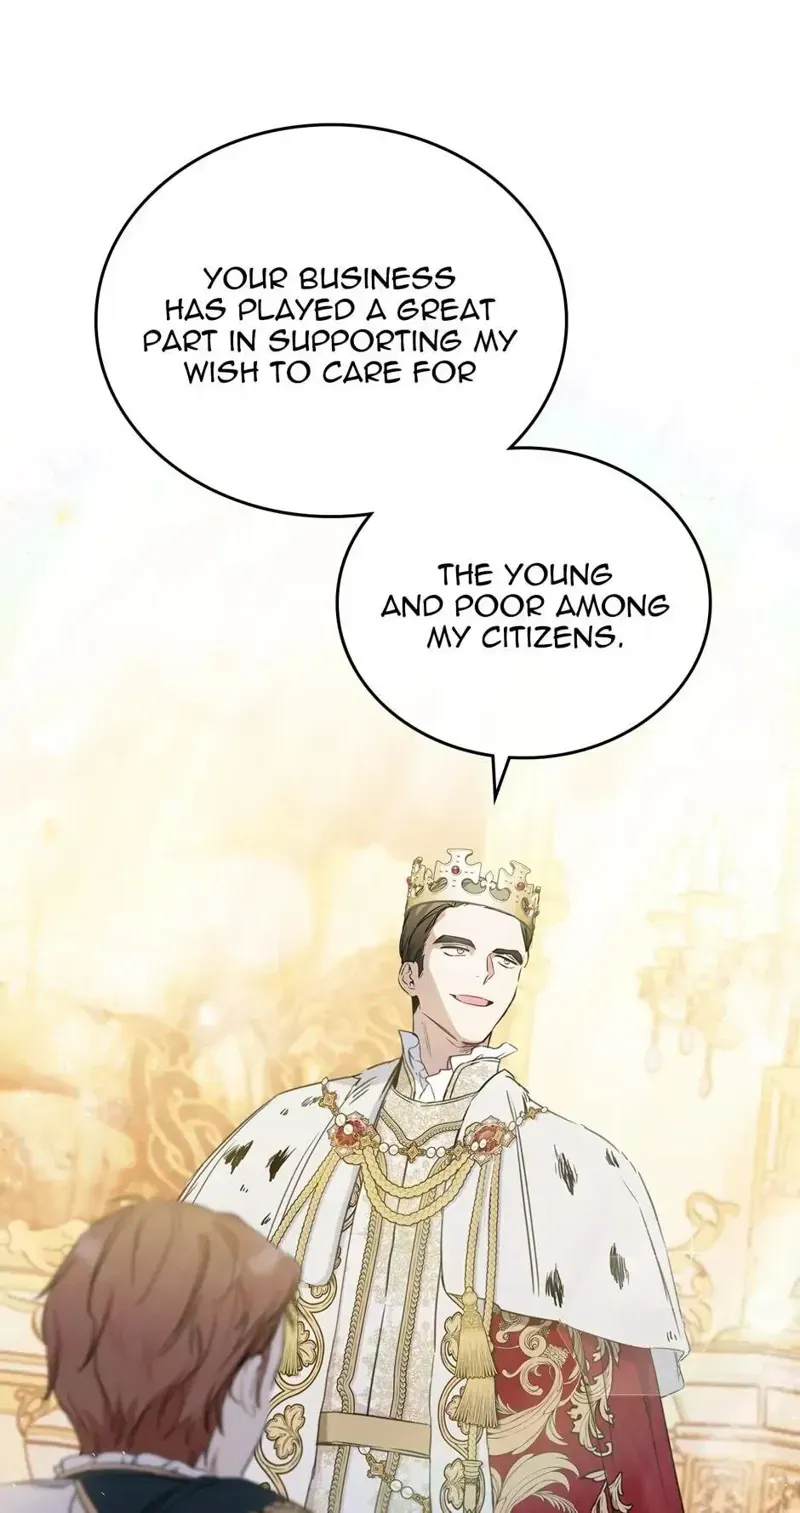 YOUR BUSINESS
HAS PLAYED A GREAT
PART IN SUPPORTING MY
WISH TO CARE FOR
THE YOUNG
AND POOR AMONG
MY CITIZENS.